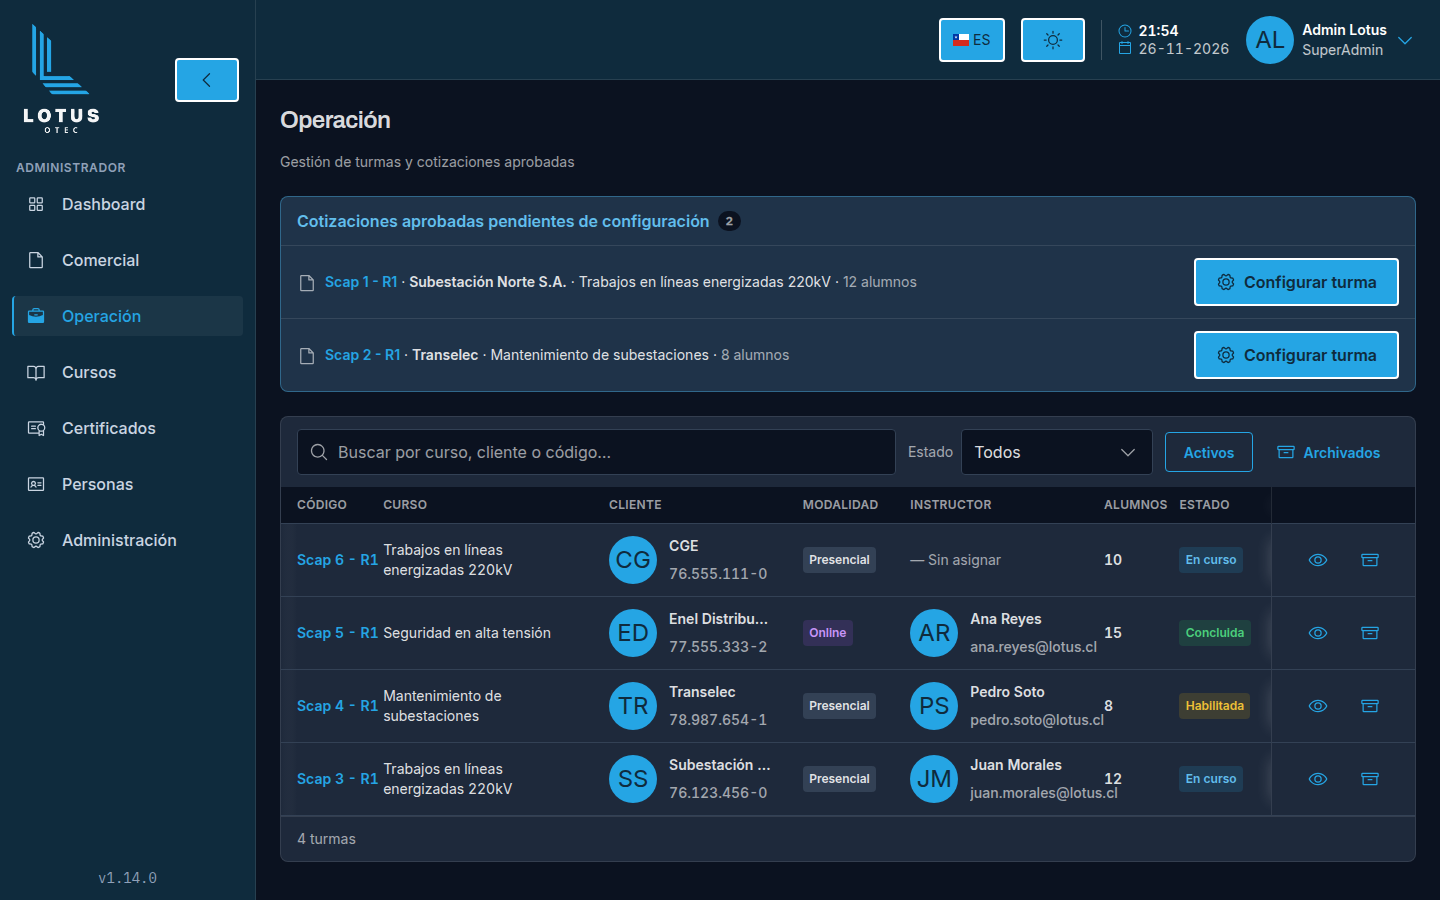 LOTUS
OTEC
ADMINISTRADOR
Dashboard
Comercial
Operación
Cursos
Certificados
Personas
Administración
v1.14.0
ES
21:54
26-11-2026
AL
Admin Lotus
SuperAdmin
Operación
Gestión de turmas y cotizaciones aprobadas
Cotizaciones aprobadas pendientes de configuración 2
Scap 1 - R1 · Subestación Norte S.A. · Trabajos en líneas energizadas 220kV · 12 alumnos
Configurar turma
Scap 2 - R1 · Transelec · Mantenimiento de subestaciones · 8 alumnos
Configurar turma
Buscar por curso, cliente o código...
Estado
Todos
Activos
Archivados
CÓDIGO CURSO CLIENTE MODALIDAD INSTRUCTOR ALUMNOS ESTADO
Scap 6 - R1
Trabajos en líneas
energizadas 220kV
CG
CGE
76.555.111-0
Presencial
— Sin asignar
10
En curso
Scap 5 - R1
Seguridad en alta tensión
ED
Enel Distribu...
77.555.333-2
Online
AR
Ana Reyes
ana.reyes@lotus.cl
15
Concluida
Scap 4 - R1
Mantenimiento de
subestaciones
TR
Transelec
78.987.654-1
Presencial
PS
Pedro Soto
pedro.soto@lotus.cl
8
Habilitada
Scap 3 - R1
Trabajos en líneas
energizadas 220kV
SS
Subestación ...
76.123.456-0
Presencial
JM
Juan Morales
juan.morales@lotus.cl
12
En curso
4 turmas